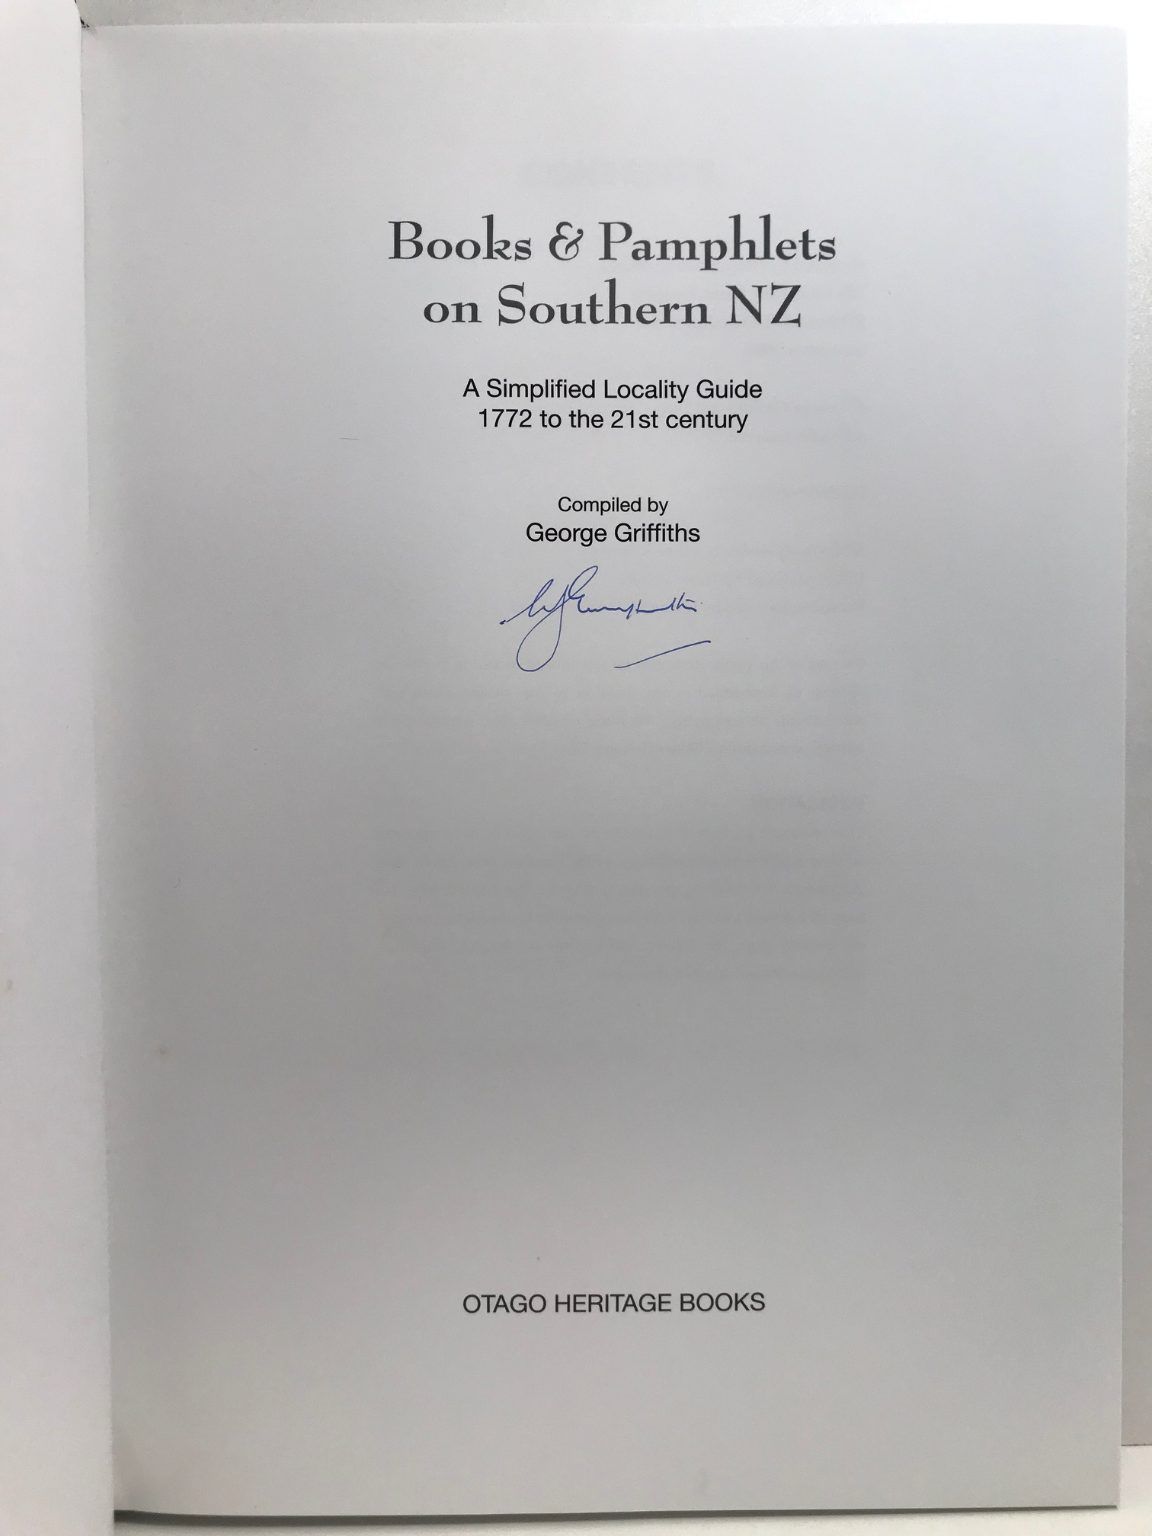 Books & Pamphlets
on Southern NZ
A Simplified Locality Guide
1772 to the 21st century
Compiled by
George Griffiths
OTAGO HERITAGE BOOKS